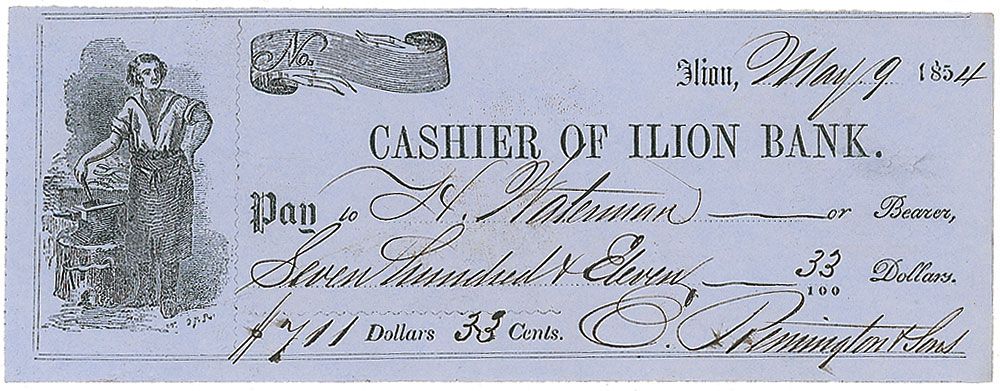 No.
Ilion, May 9 1854
CASHIER OF ILION BANK.
Pay to H. Waterman or Bearer,
Seven hundred & Eleven 33/100 Dollars.
$711 Dollars 33 Cents. E. Remington & Sons